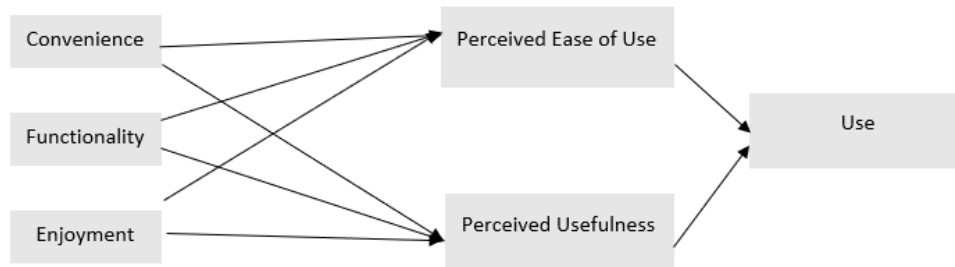 Convenience
Perceived Ease of Use
Functionality
Use
Enjoyment
Perceived Usefulness